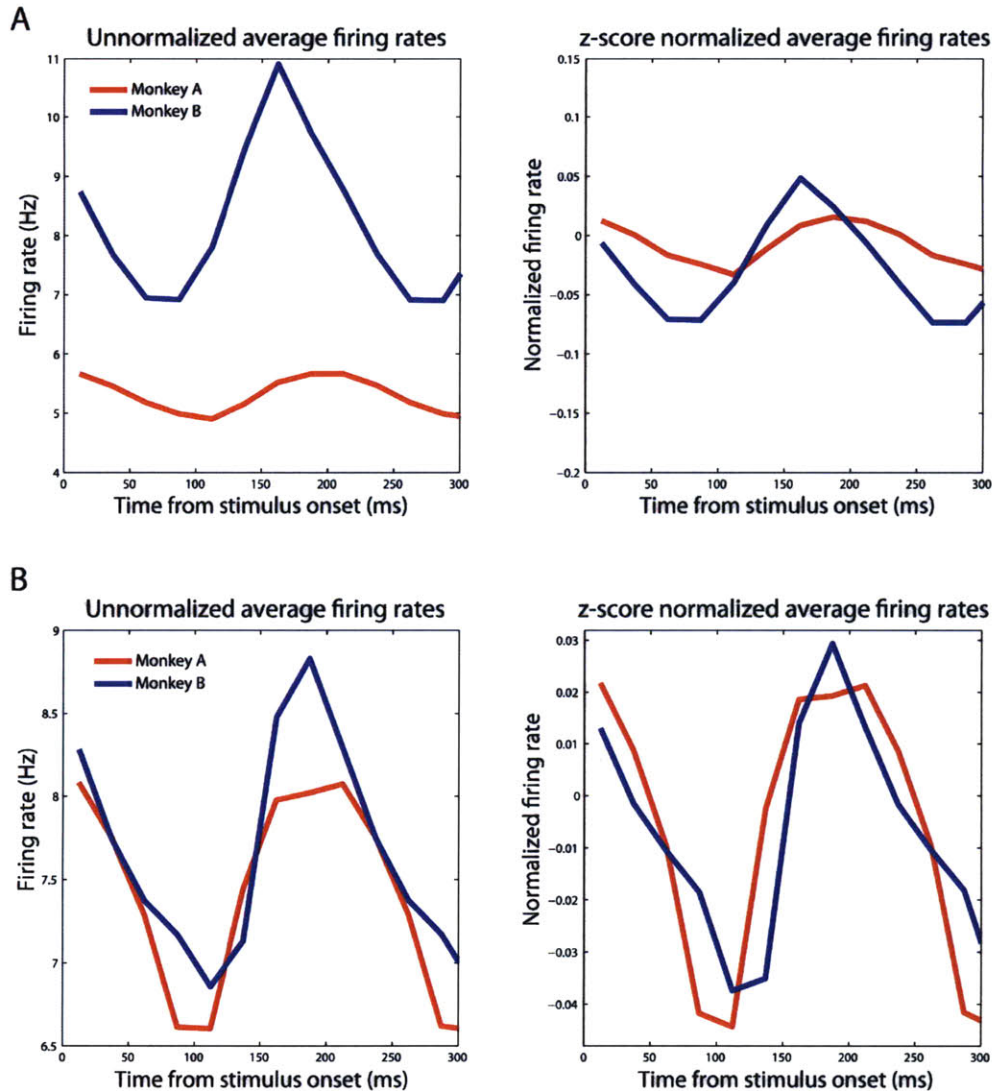 A
Unnormalized average firing rates
11
10
9
8
7
6
5
4
Firing rate (Hz)
Monkey A
Monkey B
0 50 100 150 200 250 300
Time from stimulus onset (ms)
z-score normalized average firing rates
0.15
0.1
0.05
0
−0.05
−0.1
−0.15
−0.2
Normalized firing rate
0 50 100 150 200 250 300
Time from stimulus onset (ms)
B
Unnormalized average firing rates
9
8.5
8
7.5
7
6.5
Firing rate (Hz)
Monkey A
Monkey B
0 50 100 150 200 250 300
Time from stimulus onset (ms)
z-score normalized average firing rates
0.03
0.02
0.01
0
−0.01
−0.02
−0.03
−0.04
Normalized firing rate
0 50 100 150 200 250 300
Time from stimulus onset (ms)